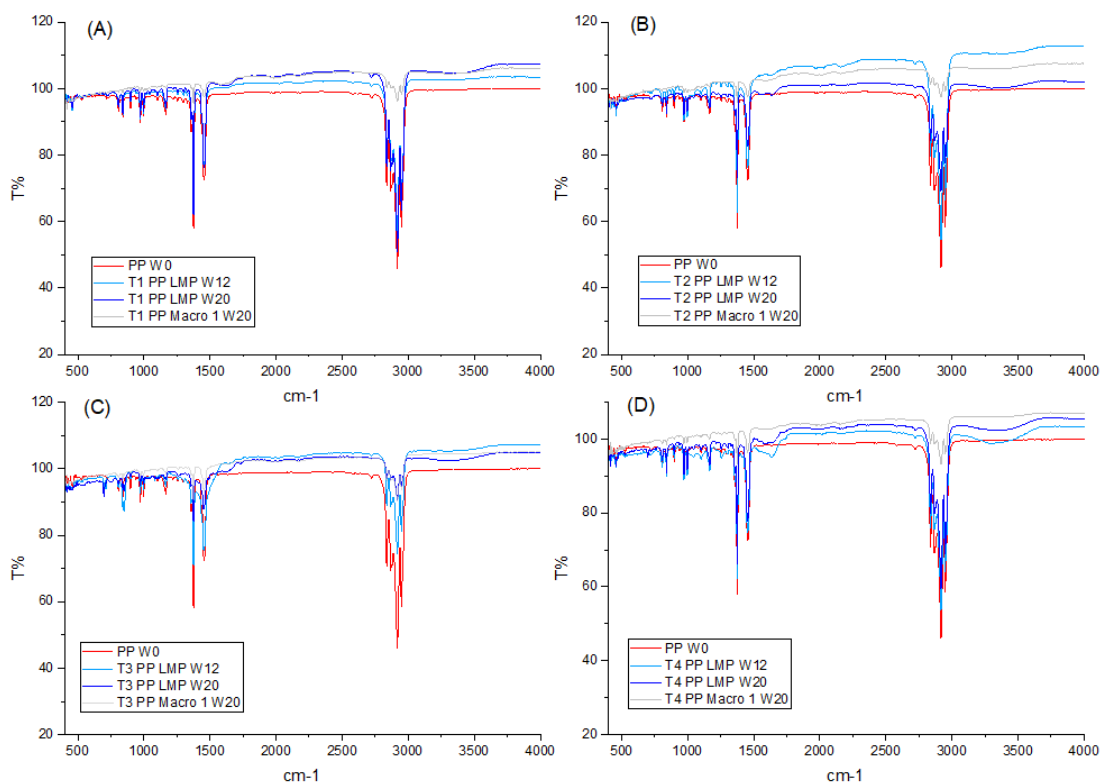 (A)
120
100
80
60
40
20
T%
PP W0
T1 PP LMP W12
T1 PP LMP W20
T1 PP Macro 1 W20
500 1000 1500 2000 2500 3000 3500 4000
cm-1
(B)
120
100
80
60
40
20
T%
PP W0
T2 PP LMP W12
T2 PP LMP W20
T2 PP Macro 1 W20
500 1000 1500 2000 2500 3000 3500 4000
cm-1
(C)
120
100
80
60
40
20
T%
PP W0
T3 PP LMP W12
T3 PP LMP W20
T3 PP Macro 1 W20
500 1000 1500 2000 2500 3000 3500 4000
cm-1
(D)
100
80
60
40
20
T%
PP W0
T4 PP LMP W12
T4 PP LMP W20
T4 PP Macro 1 W20
500 1000 1500 2000 2500 3000 3500 4000
cm-1